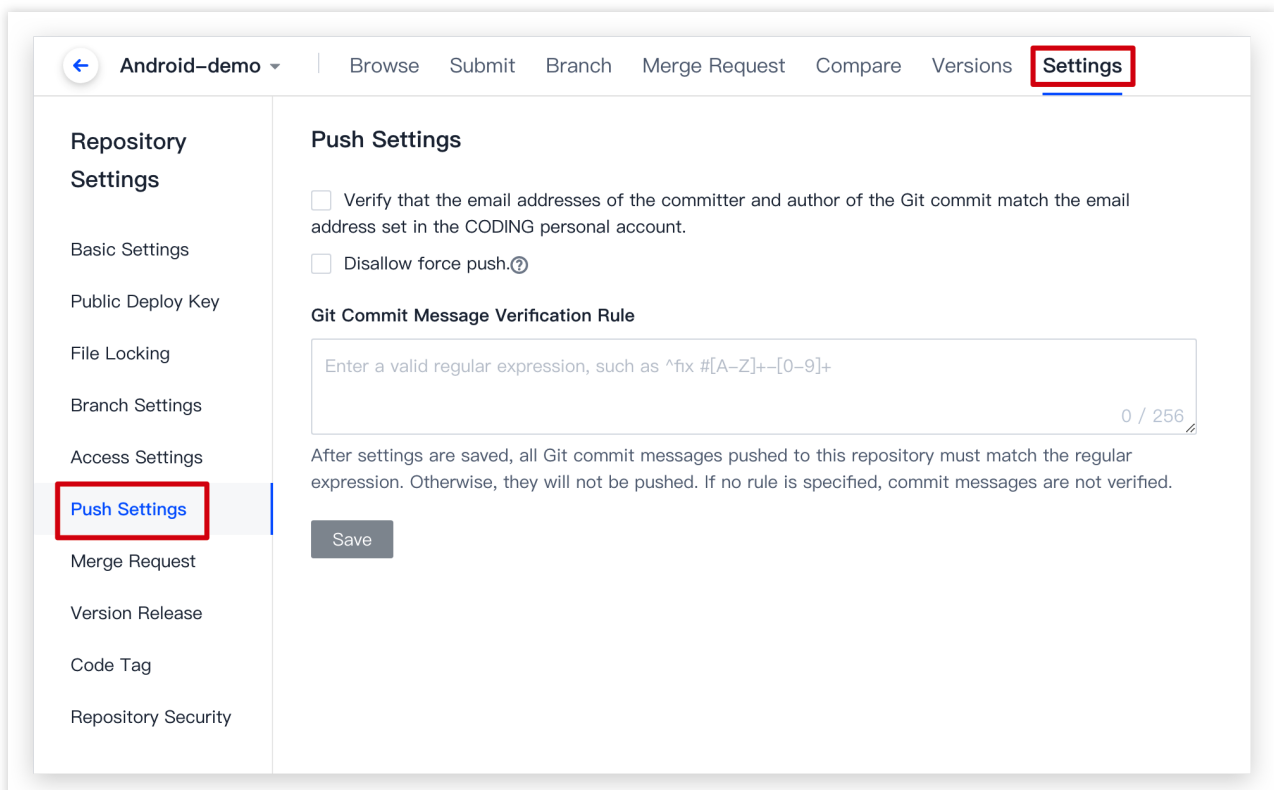 Android-demo Browse Submit Branch Merge Request Compare Versions Settings
Repository
Settings
Basic Settings
Public Deploy Key
File Locking
Branch Settings
Access Settings
Push Settings
Merge Request
Version Release
Code Tag
Repository Security
Push Settings
Verify that the email addresses of the committer and author of the Git commit match the email
address set in the CODING personal account.
Disallow force push.
Git Commit Message Verification Rule
Enter a valid regular expression, such as ^fix #[A-Z]+-[0-9]+
0 / 256
After settings are saved, all Git commit messages pushed to this repository must match the regular
expression. Otherwise, they will not be pushed. If no rule is specified, commit messages are not verified.
Save